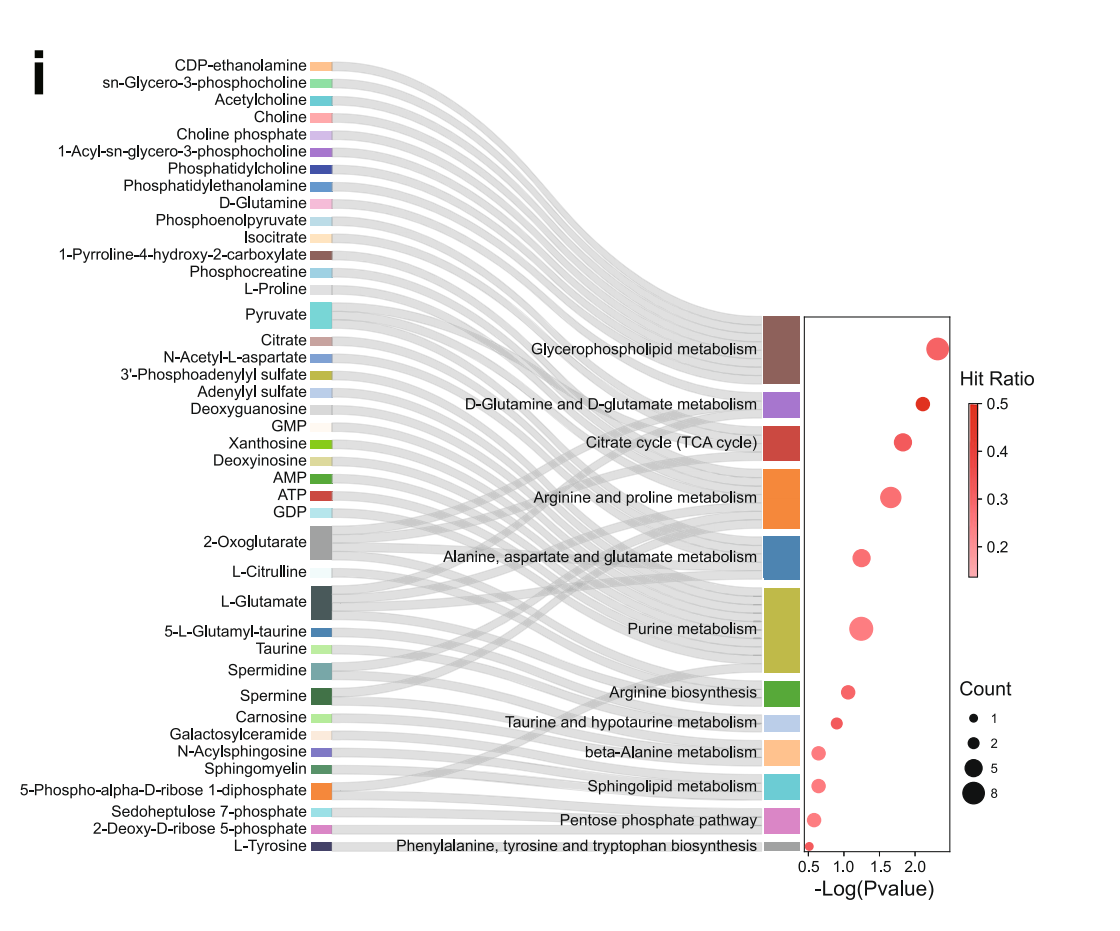 i
CDP-ethanolamine
sn-Glycero-3-phosphocholine
Acetylcholine
Choline
Choline phosphate
1-Acyl-sn-glycero-3-phosphocholine
Phosphatidylcholine
Phosphatidylethanolamine
D-Glutamine
Phosphoenolpyruvate
Isocitrate
1-Pyrroline-4-hydroxy-2-carboxylate
Phosphocreatine
L-Proline
Pyruvate
Citrate
N-Acetyl-L-aspartate
3'-Phosphoadenylyl sulfate
Adenylyl sulfate
Deoxyguanosine
GMP
Xanthosine
Deoxyinosine
AMP
ATP
GDP
2-Oxoglutarate
L-Citrulline
L-Glutamate
5-L-Glutamyl-taurine
Taurine
Spermidine
Spermine
Carnosine
Galactosylceramide
N-Acylsphingosine
Sphingomyelin
5-Phospho-alpha-D-ribose 1-diphosphate
Sedoheptulose 7-phosphate
2-Deoxy-D-ribose 5-phosphate
L-Tyrosine
Glycerophospholipid metabolism
D-Glutamine and D-glutamate metabolism
Citrate cycle (TCA cycle)
Arginine and proline metabolism
Alanine, aspartate and glutamate metabolism
Purine metabolism
Arginine biosynthesis
Taurine and hypotaurine metabolism
beta-Alanine metabolism
Sphingolipid metabolism
Pentose phosphate pathway
Phenylalanine, tyrosine and tryptophan biosynthesis
0.5 1.0 1.5 2.0
-Log(Pvalue)
Hit Ratio
0.5
0.4
0.3
0.2
Count
1
2
5
8